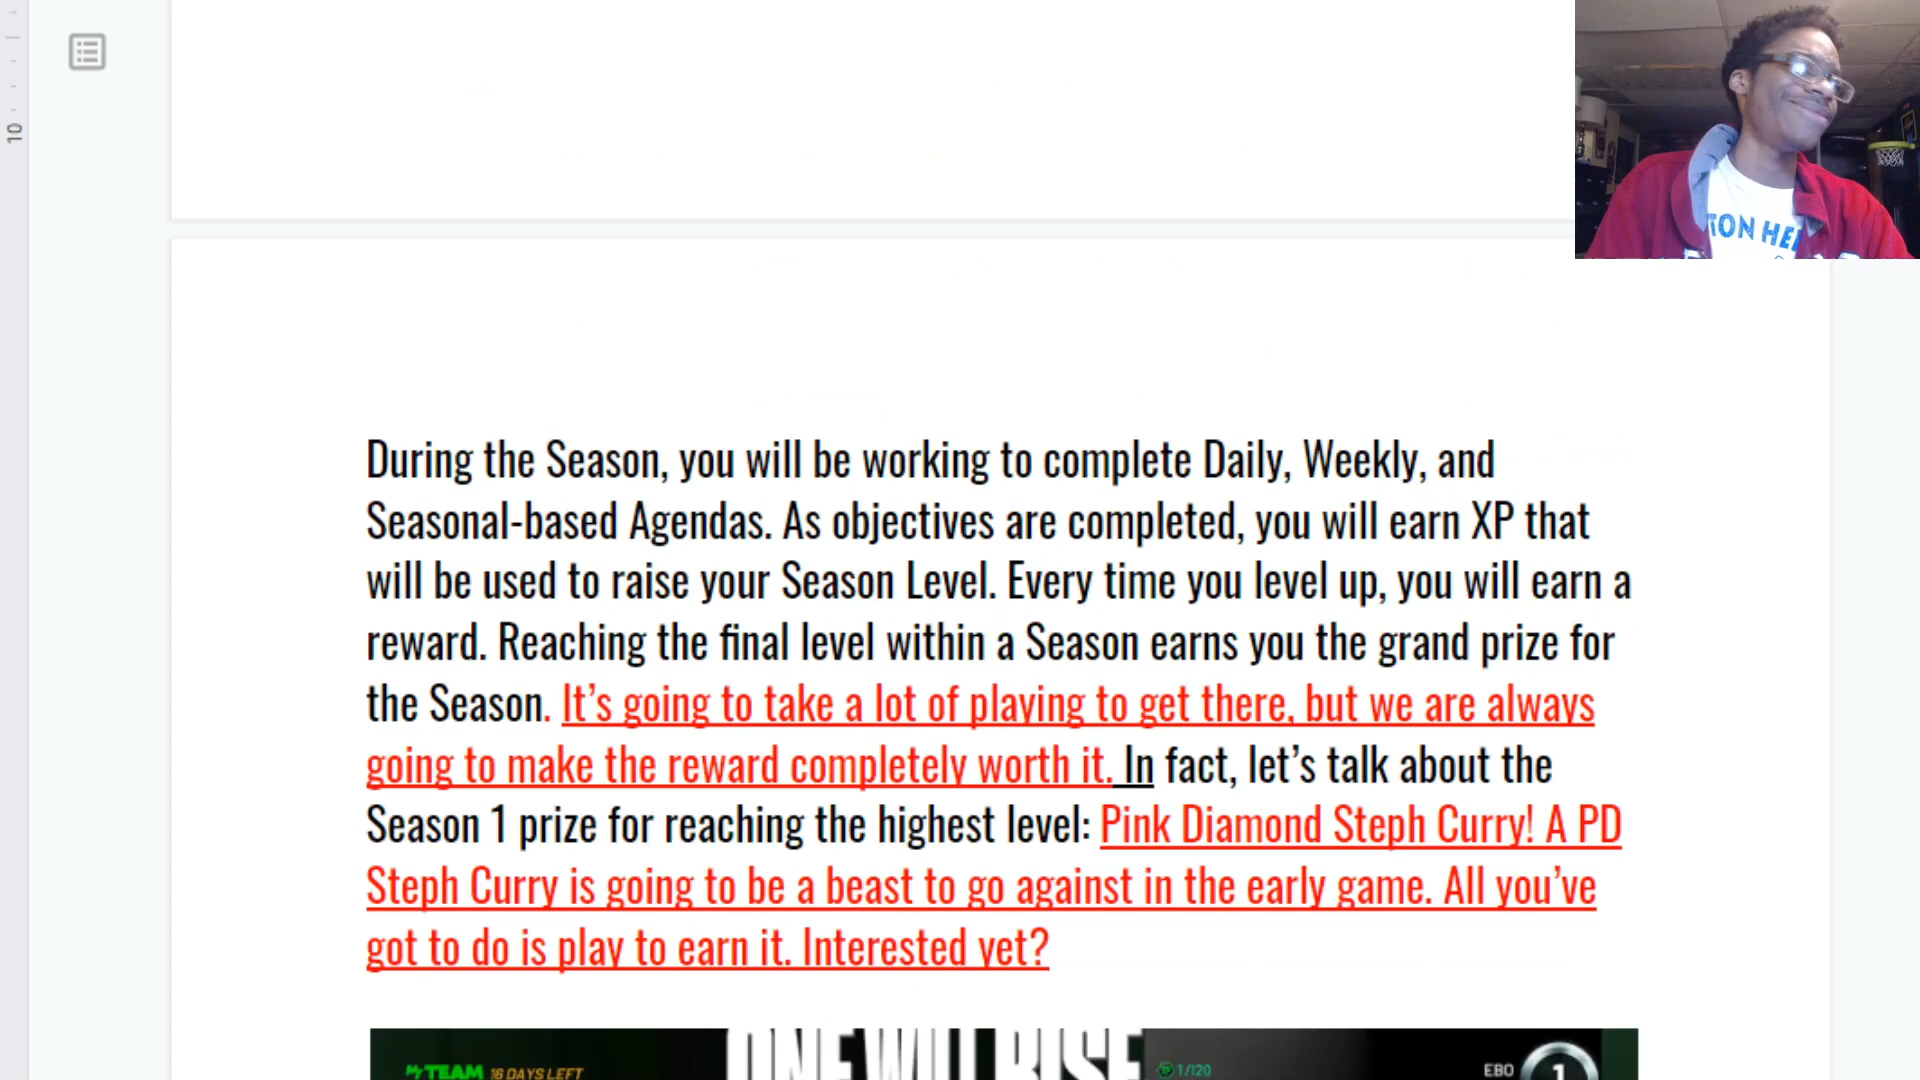 10
TON HE
During the Season, you will be working to complete Daily, Weekly, and
Seasonal-based Agendas. As objectives are completed, you will earn XP that
will be used to raise your Season Level. Every time you level up, you will earn a
reward. Reaching the final level within a Season earns you the grand prize for
the Season. It’s going to take a lot of playing to get there, but we are always
going to make the reward completely worth it. In fact, let’s talk about the
Season 1 prize for reaching the highest level: Pink Diamond Steph Curry! A PD
Steph Curry is going to be a beast to go against in the early game. All you’ve
got to do is play to earn it. Interested yet?
ONE WILL RISE
MyTEAM 16 DAYS LEFT
1/120
EBO 1